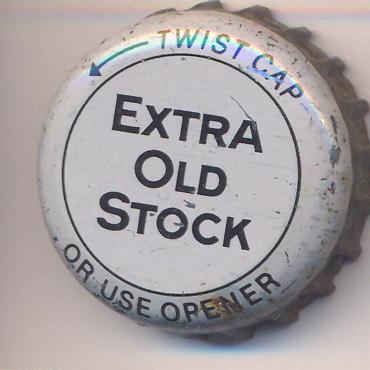 TWIST CAP
EXTRA
OLD
STOCK
OR USE OPENER